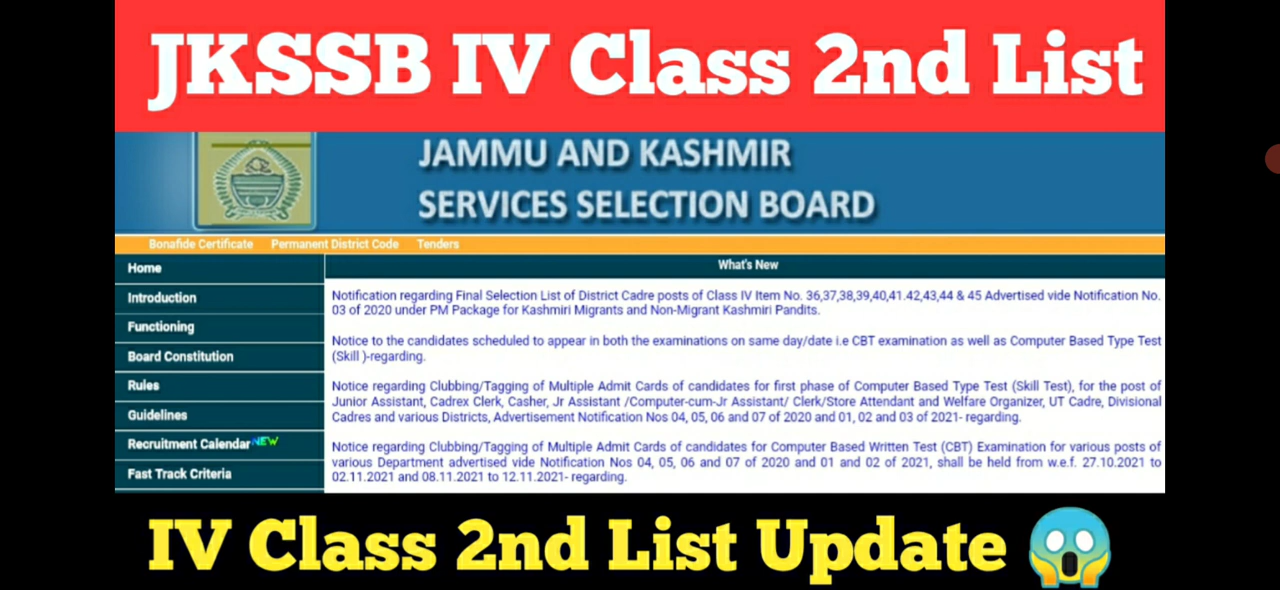 JKSSB IV Class 2nd List
JAMMU AND KASHMIR
SERVICES SELECTION BOARD
Bonafide Certificate Permanent District Code Tenders
Home
Introduction
Functioning
Board Constitution
Rules
Guidelines
Recruitment Calendar NEW
Fast Track Criteria
What's New
Notification regarding Final Selection List of District Cadre posts of Class IV Item No. 36,37,38,39,40,41.42,43,44 & 45 Advertised vide Notification No.
03 of 2020 under PM Package for Kashmiri Migrants and Non-Migrant Kashmiri Pandits.
Notice to the candidates scheduled to appear in both the examinations on same day/date i.e CBT examination as well as Computer Based Type Test
(Skill )-regarding.
Notice regarding Clubbing/Tagging of Multiple Admit Cards of candidates for first phase of Computer Based Type Test (Skill Test), for the post of
Junior Assistant, Cadrex Clerk, Casher, Jr Assistant /Computer-cum-Jr Assistant/ Clerk/Store Attendant and Welfare Organizer, UT Cadre, Divisional
Cadres and various Districts, Advertisement Notification Nos 04, 05, 06 and 07 of 2020 and 01, 02 and 03 of 2021- regarding.
Notice regarding Clubbing/Tagging of Multiple Admit Cards of candidates for Computer Based Written Test (CBT) Examination for various posts of
various Department advertised vide Notification Nos 04, 05, 06 and 07 of 2020 and 01 and 02 of 2021, shall be held from w.e.f. 27.10.2021 to
02.11.2021 and 08.11.2021 to 12.11.2021- regarding.
IV Class 2nd List Update 😱